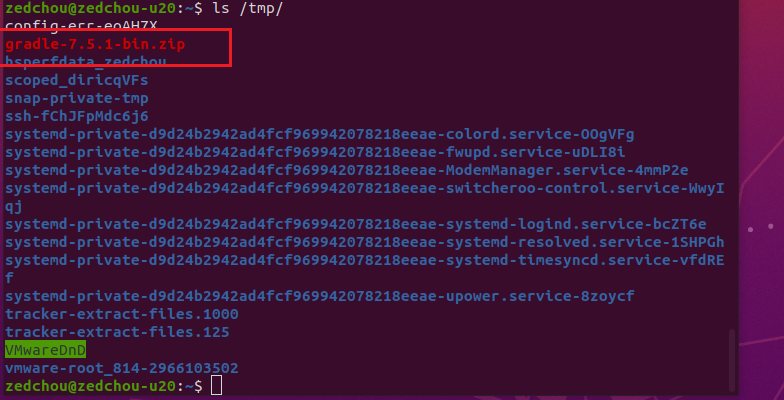 zedchou@zedchou-u20:~$ ls /tmp/
config-err-eoAH7X
gradle-7.5.1-bin.zip
hsperfdata_zedchou
scoped_diricqVFs
snap-private-tmp
ssh-fChJFpMdc6j6
systemd-private-d9d24b2942ad4fcf969942078218eeae-colord.service-OOgVFg
systemd-private-d9d24b2942ad4fcf969942078218eeae-fwupd.service-uDLI8i
systemd-private-d9d24b2942ad4fcf969942078218eeae-ModemManager.service-4mmP2e
systemd-private-d9d24b2942ad4fcf969942078218eeae-switcheroo-control.service-WwyI
qj
systemd-private-d9d24b2942ad4fcf969942078218eeae-systemd-logind.service-bcZT6e
systemd-private-d9d24b2942ad4fcf969942078218eeae-systemd-resolved.service-1SHPGh
systemd-private-d9d24b2942ad4fcf969942078218eeae-systemd-timesyncd.service-vfdRE
f
systemd-private-d9d24b2942ad4fcf969942078218eeae-upower.service-8zoycf
tracker-extract-files.1000
tracker-extract-files.125
VMwareDnD
vmware-root_814-2966103502
zedchou@zedchou-u20:~$